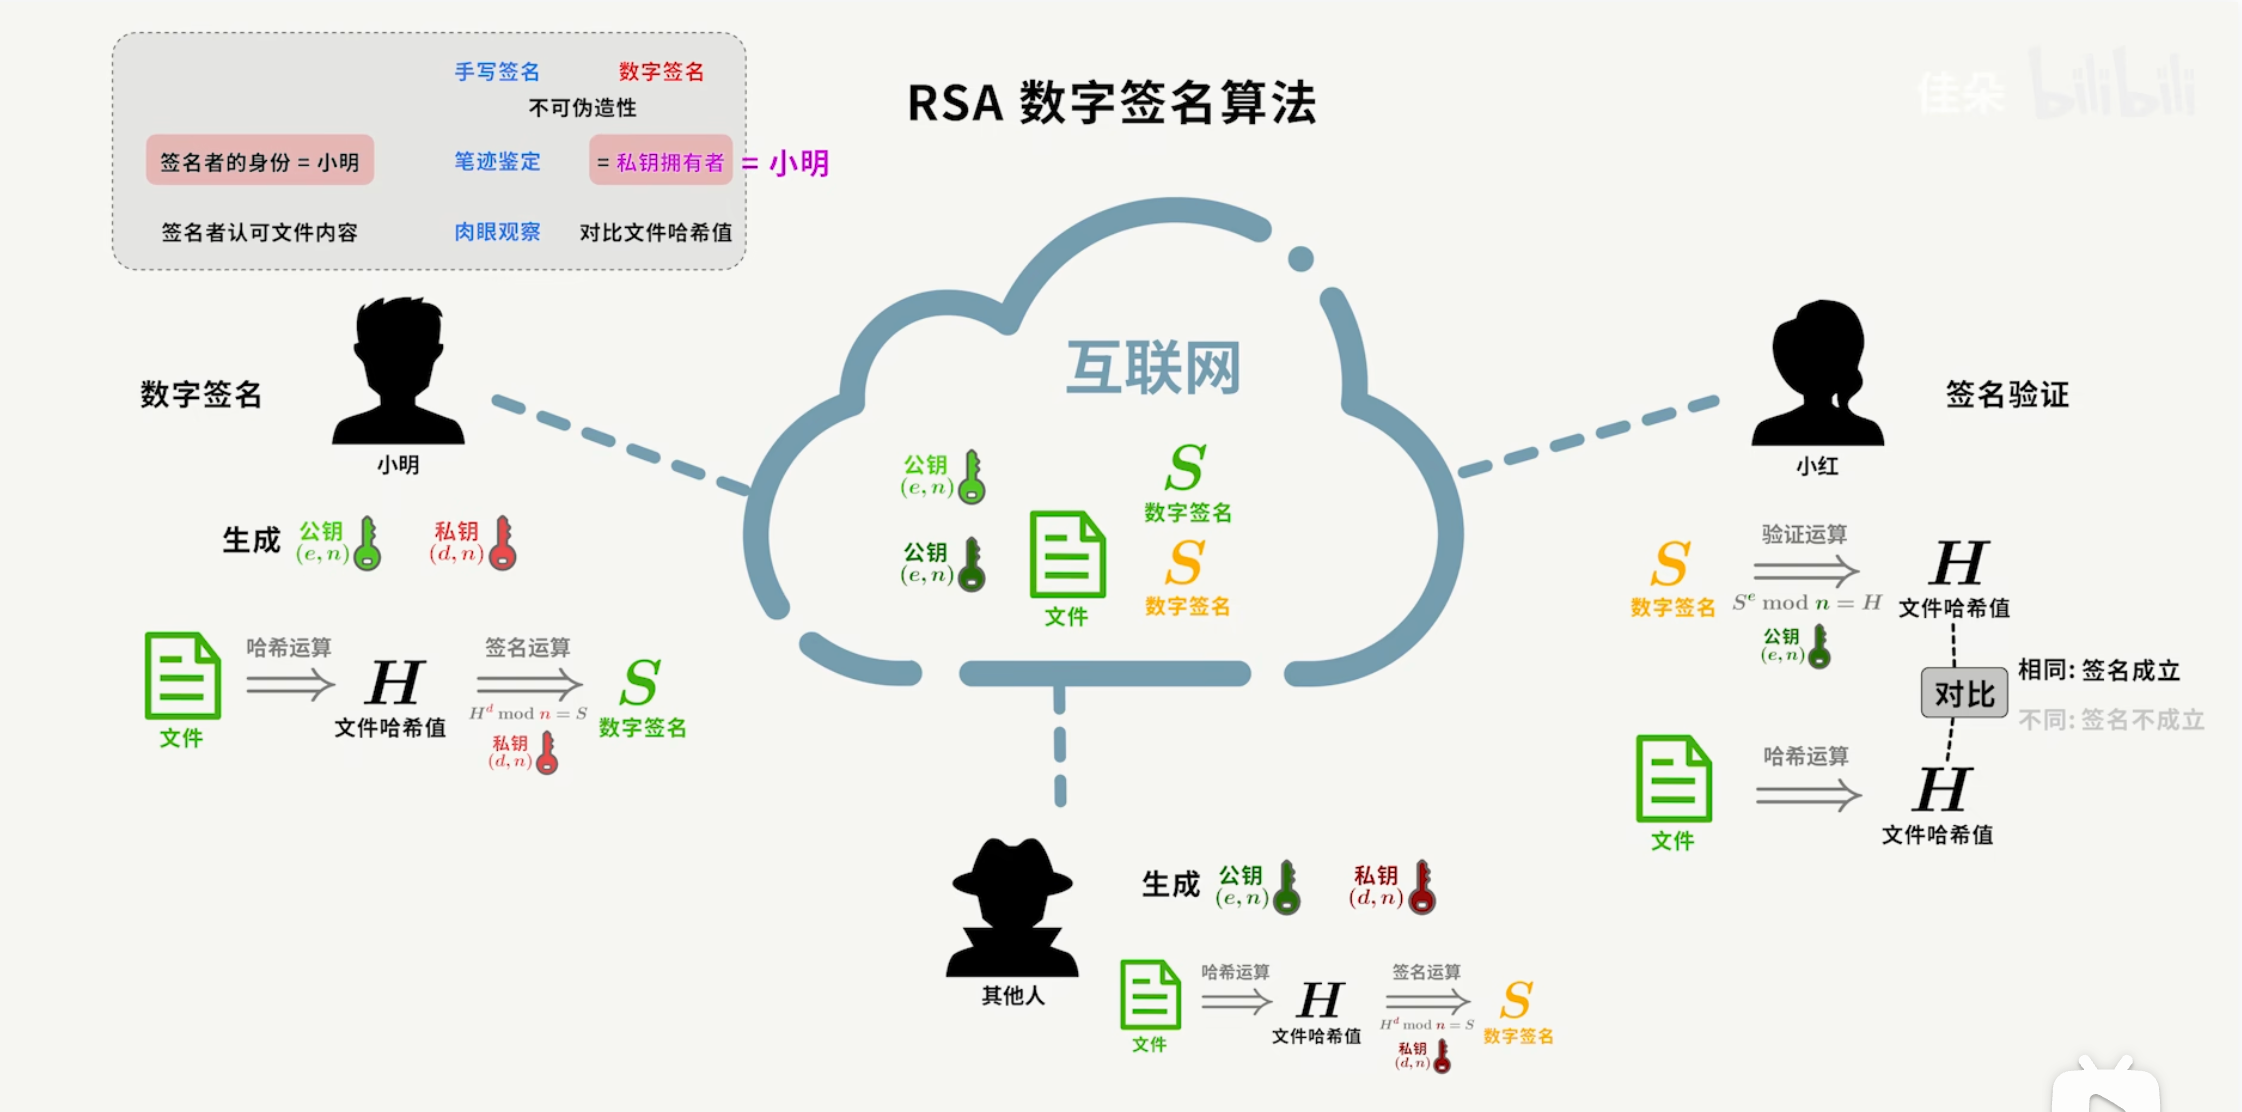 手写签名 数字签名
不可伪造性
签名者的身份 = 小明 笔迹鉴定 = 私钥拥有者 = 小明
签名者认可文件内容 肉眼观察 对比文件哈希值
RSA 数字签名算法
佳朵 bilibili
数字签名
小明
生成 公钥 (e, n) 私钥 (d, n)
文件
哈希运算
H
文件哈希值
签名运算
H^d mod n = S
私钥
(d, n)
S
数字签名
互联网
公钥
(e, n)
公钥
(e, n)
文件
S
数字签名
S
数字签名
其他人
生成 公钥 (e, n) 私钥 (d, n)
文件
哈希运算
H
文件哈希值
签名运算
H^d mod n = S
私钥
(d, n)
S
数字签名
签名验证
小红
S
数字签名
验证运算
S^e mod n = H
公钥
(e, n)
H
文件哈希值
对比
相同: 签名成立
不同: 签名不成立
文件
哈希运算
H
文件哈希值